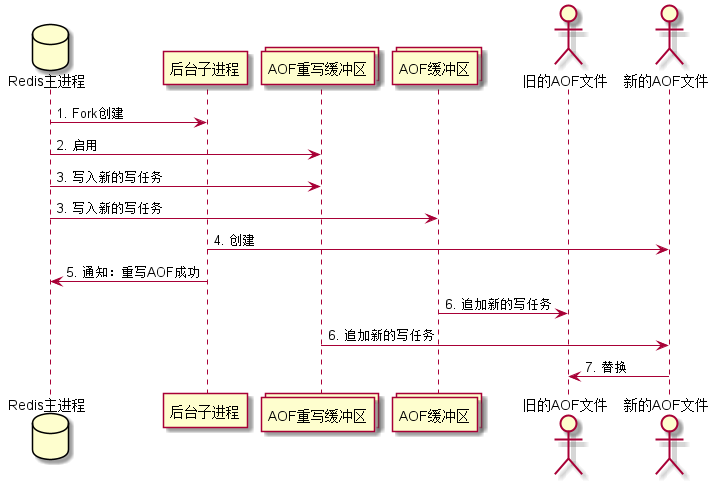 Redis主进程
后台子进程
AOF重写缓冲区
AOF缓冲区
旧的AOF文件
新的AOF文件
1. Fork创建
2. 启用
3. 写入新的写任务
3. 写入新的写任务
4. 创建
5. 通知：重写AOF成功
6. 追加新的写任务
6. 追加新的写任务
7. 替换
Redis主进程
后台子进程
AOF重写缓冲区
AOF缓冲区
旧的AOF文件
新的AOF文件